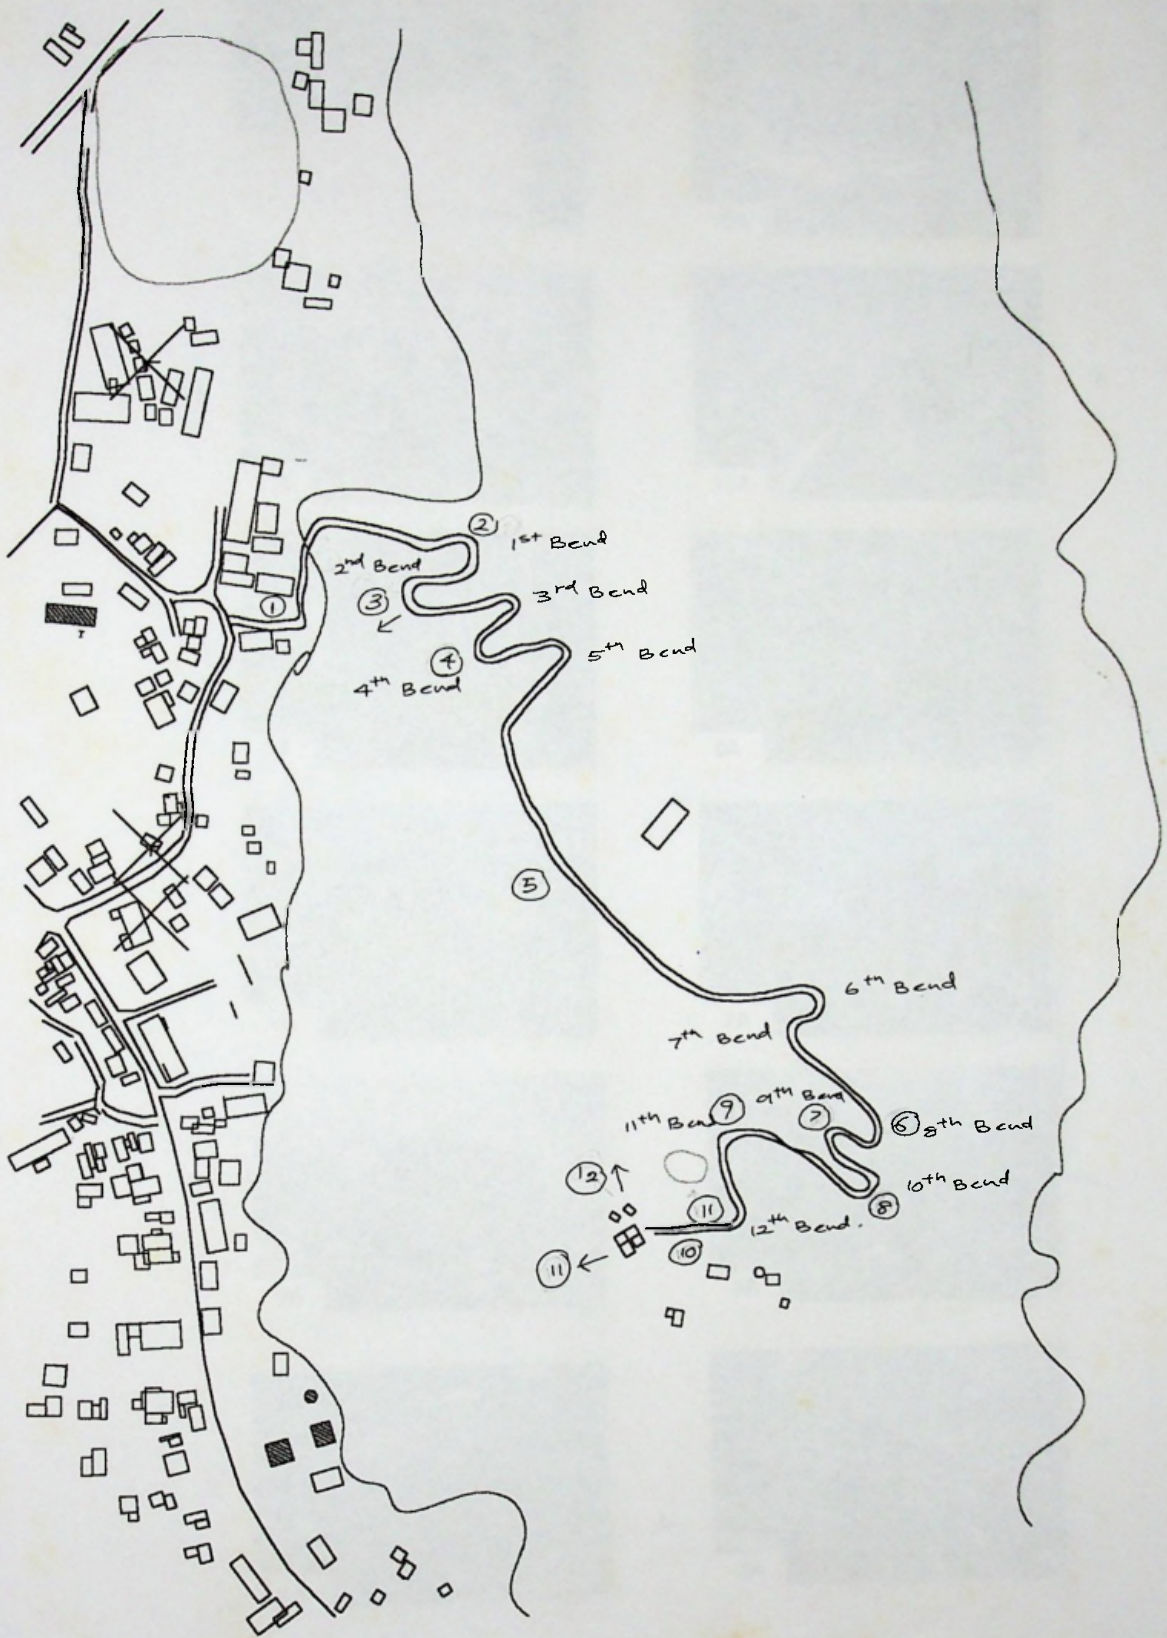 ②
1st Bend
2nd Bend
3rd Bend
③
①
5th Bend
④
4th Bend
⑤
6th Bend
7th Bend
9th Bend
11th Bend
⑨
7
⑥ 8th Bend
⑫
10th Bend
⑧
⑪
12th Bend.
⑩
⑪